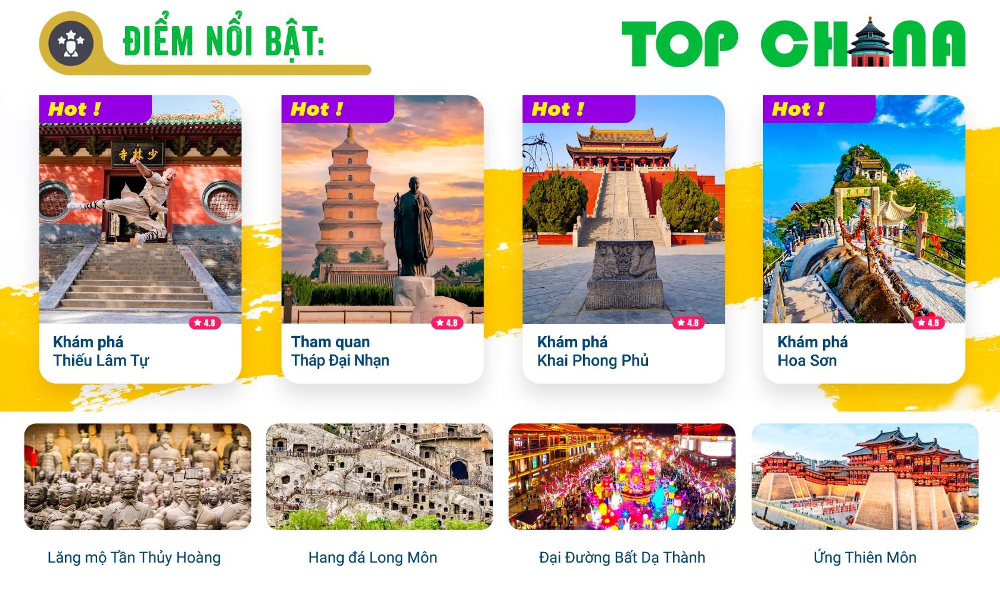 ĐIỂM NỔI BẬT:
TOP CHINA
Hot !
少林寺
4.8
Khám phá
Thiếu Lâm Tự
Hot !
4.8
Tham quan
Tháp Đại Nhạn
Hot !
4.8
Khám phá
Khai Phong Phủ
Hot !
4.8
Khám phá
Hoa Sơn
Lăng mộ Tần Thủy Hoàng
Hang đá Long Môn
Đại Đường Bất Dạ Thành
Ứng Thiên Môn